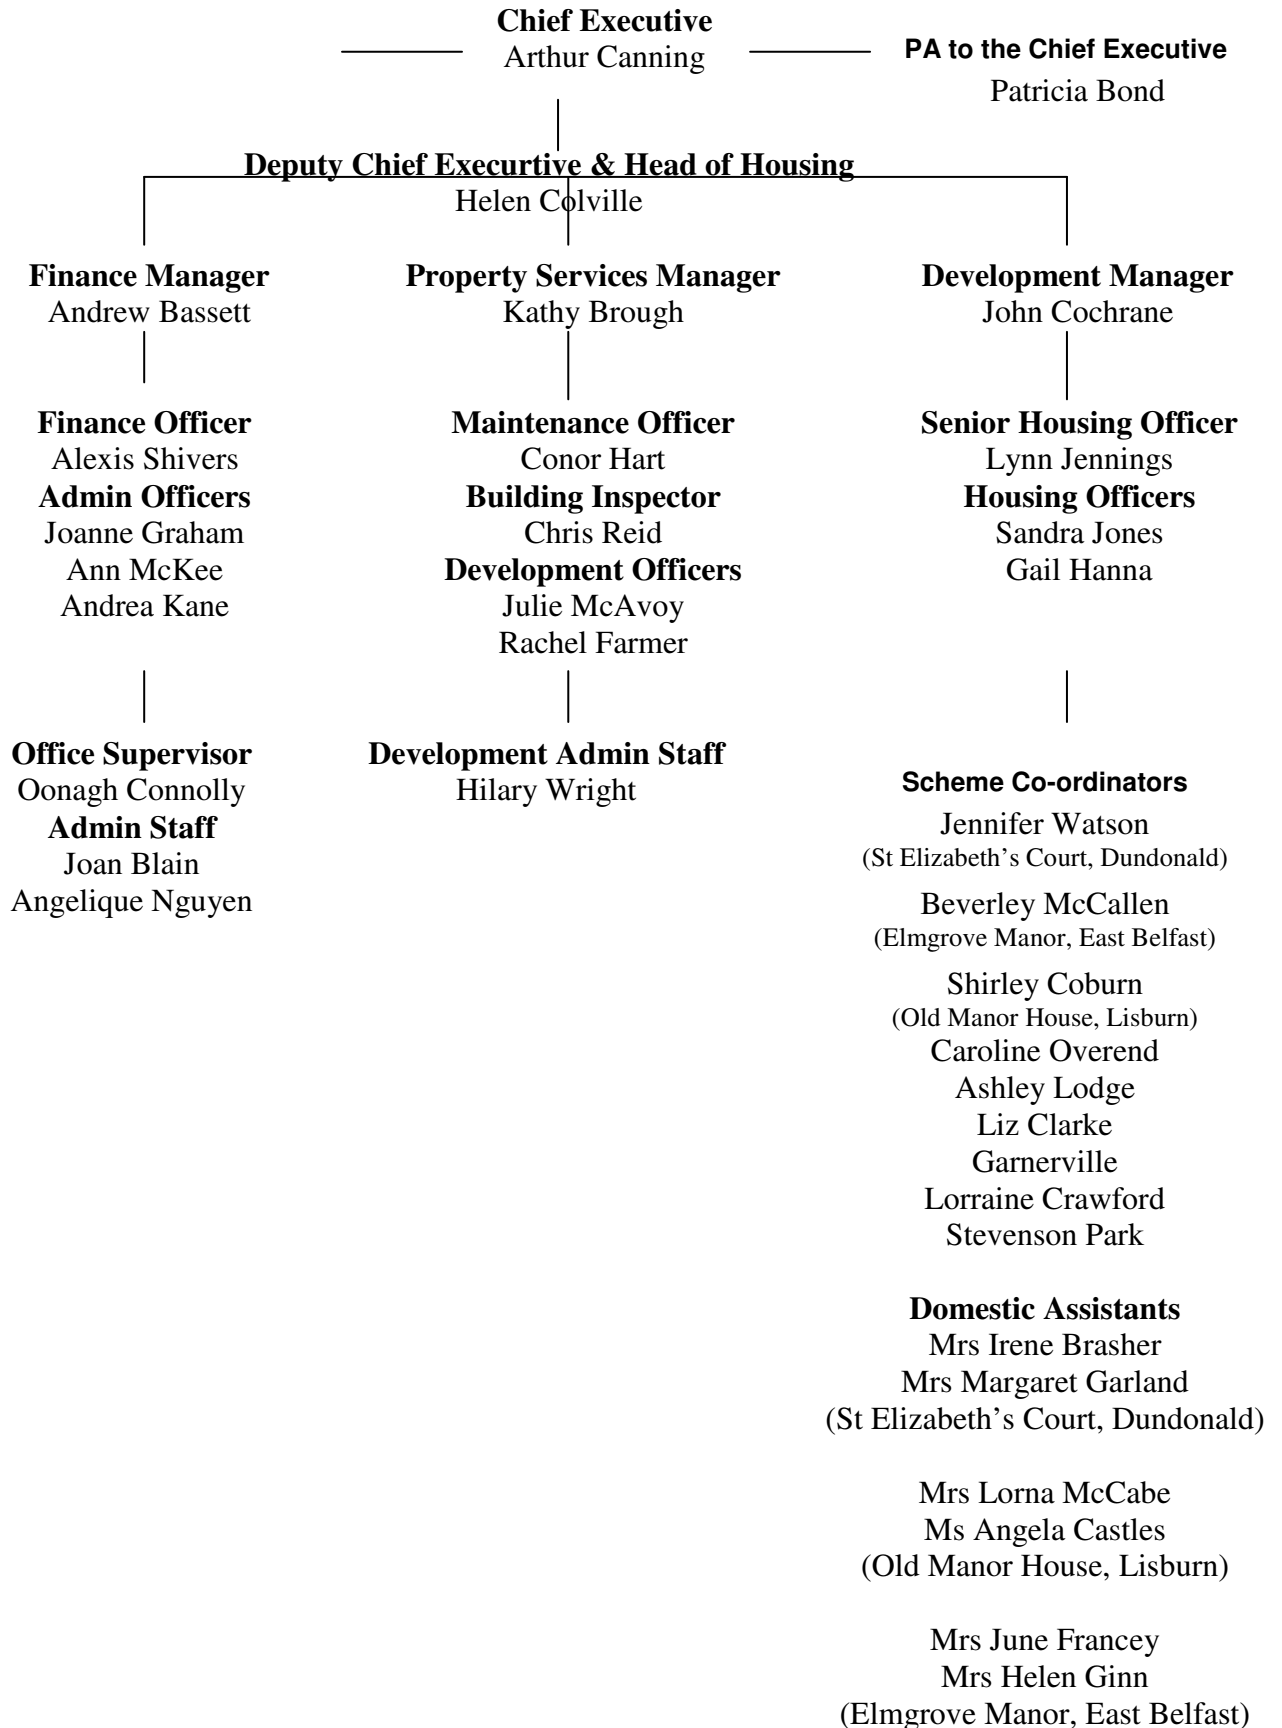 Chief Executive
Arthur Canning
PA to the Chief Executive
Patricia Bond
Deputy Chief Execurtive & Head of Housing
Helen Colville
Finance Manager
Andrew Bassett
Property Services Manager
Kathy Brough
Development Manager
John Cochrane
Finance Officer
Alexis Shivers
Admin Officers
Joanne Graham
Ann McKee
Andrea Kane
Maintenance Officer
Conor Hart
Building Inspector
Chris Reid
Development Officers
Julie McAvoy
Rachel Farmer
Senior Housing Officer
Lynn Jennings
Housing Officers
Sandra Jones
Gail Hanna
Office Supervisor
Oonagh Connolly
Admin Staff
Joan Blain
Angelique Nguyen
Development Admin Staff
Hilary Wright
Scheme Co-ordinators
Jennifer Watson
(St Elizabeth’s Court, Dundonald)
Beverley McCallen
(Elmgrove Manor, East Belfast)
Shirley Coburn
(Old Manor House, Lisburn)
Caroline Overend
Ashley Lodge
Liz Clarke
Garnerville
Lorraine Crawford
Stevenson Park
Domestic Assistants
Mrs Irene Brasher
Mrs Margaret Garland
(St Elizabeth’s Court, Dundonald)
Mrs Lorna McCabe
Ms Angela Castles
(Old Manor House, Lisburn)
Mrs June Francey
Mrs Helen Ginn
(Elmgrove Manor, East Belfast)